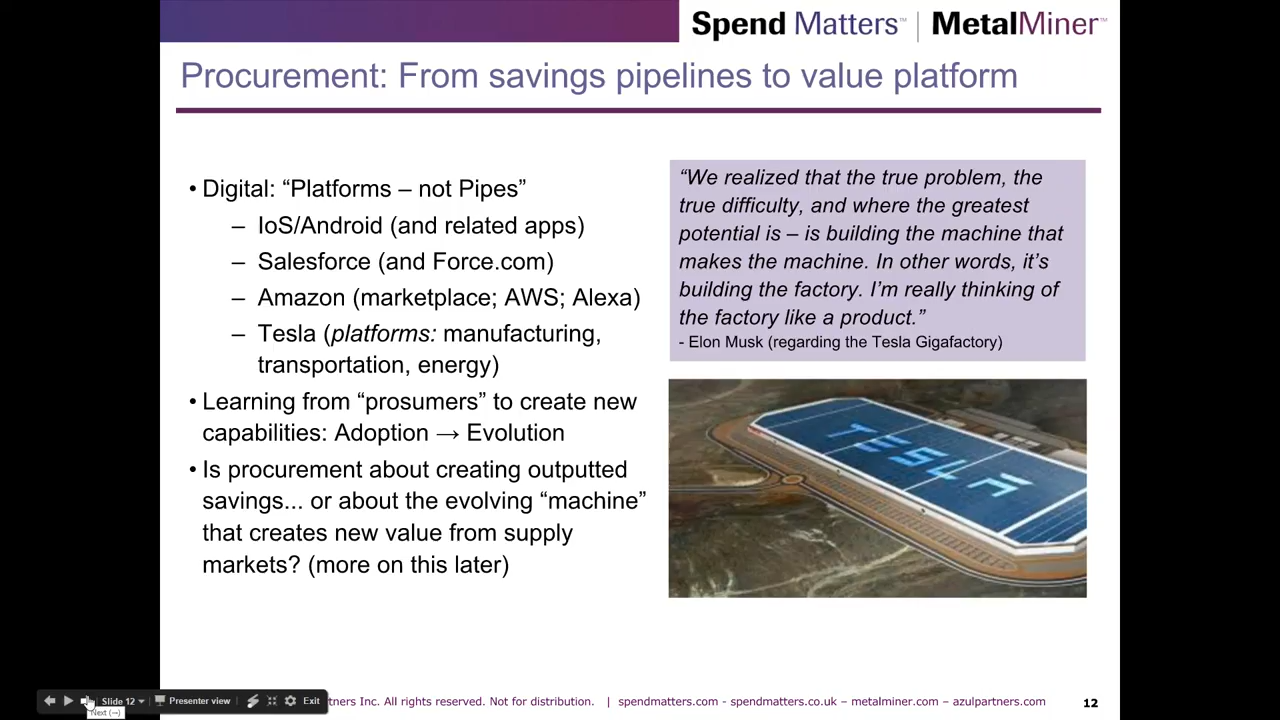 Spend Matters™ | MetalMiner™
Procurement: From savings pipelines to value platform
• Digital: “Platforms – not Pipes”
– IoS/Android (and related apps)
– Salesforce (and Force.com)
– Amazon (marketplace; AWS; Alexa)
– Tesla (platforms: manufacturing,
transportation, energy)
• Learning from “prosumers” to create new
capabilities: Adoption → Evolution
• Is procurement about creating outputted
savings... or about the evolving “machine”
that creates new value from supply
markets? (more on this later)
“We realized that the true problem, the
true difficulty, and where the greatest
potential is – is building the machine that
makes the machine. In other words, it’s
building the factory. I’m really thinking of
the factory like a product.”
- Elon Musk (regarding the Tesla Gigafactory)
TESLA
Slide 12 Presenter view Exit
Next (→)
rtners Inc. All rights reserved. Not for distribution. | spendmatters.com - spendmatters.co.uk – metalminer.com – azulpartners.com
12